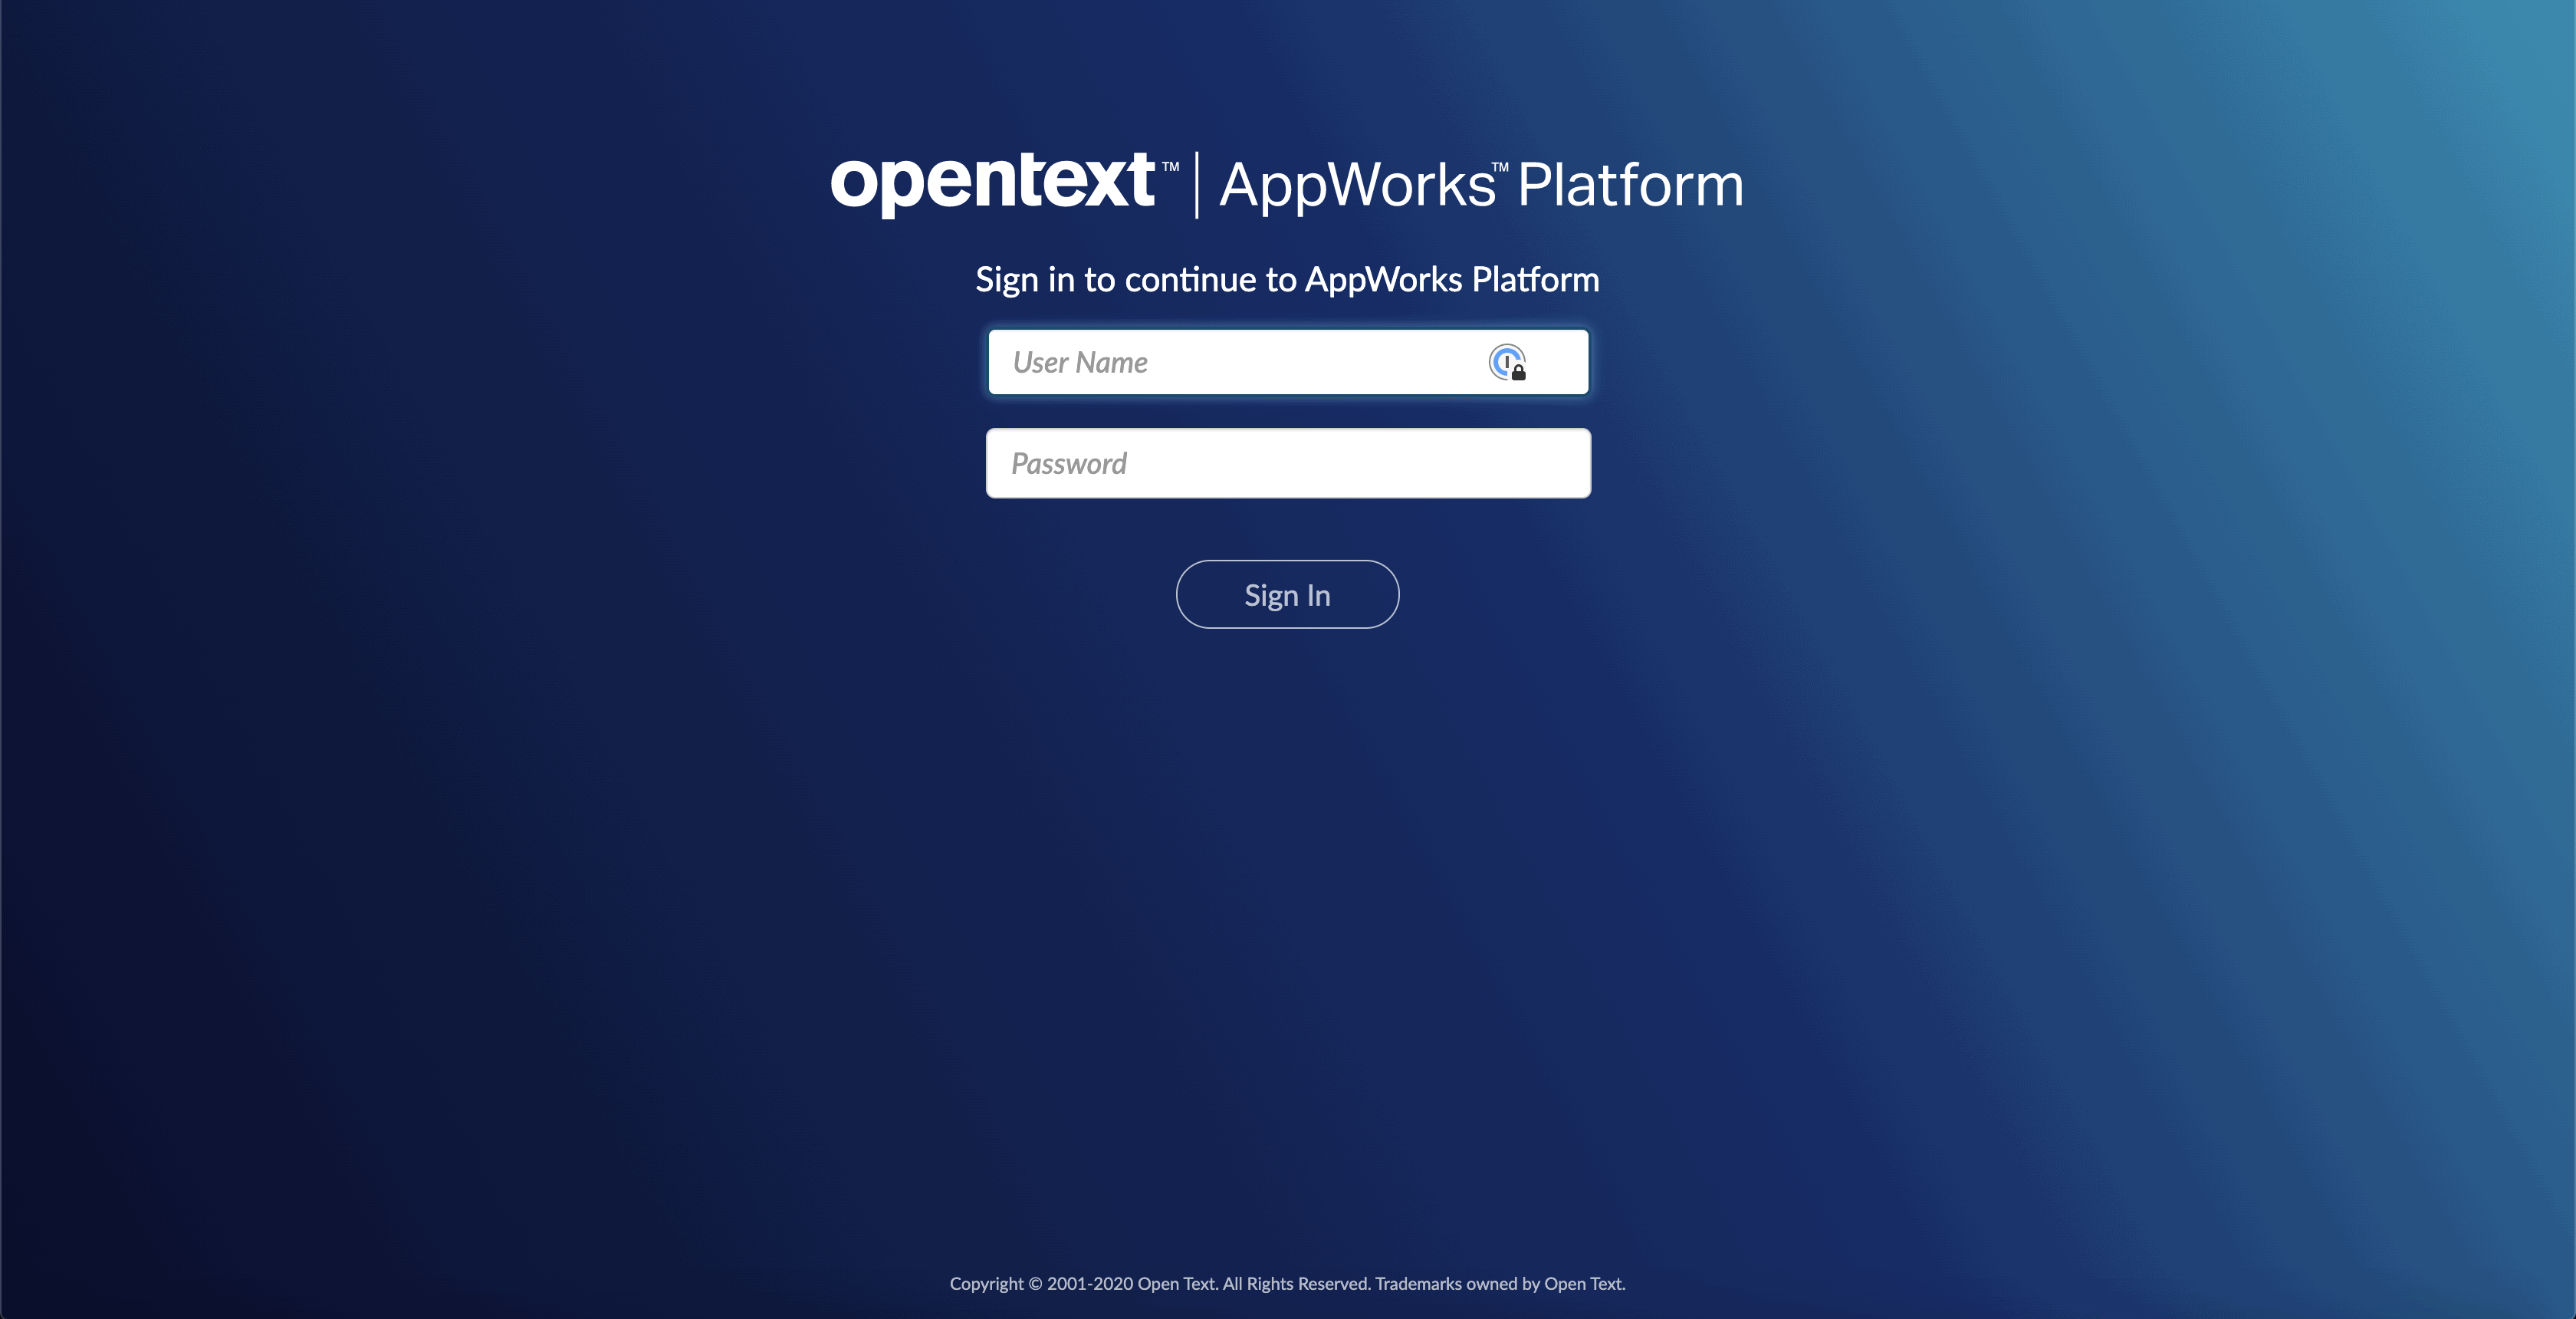 opentext™ | AppWorks™ Platform
Sign in to continue to AppWorks Platform
User Name
Password
Sign In
Copyright © 2001-2020 Open Text. All Rights Reserved. Trademarks owned by Open Text.